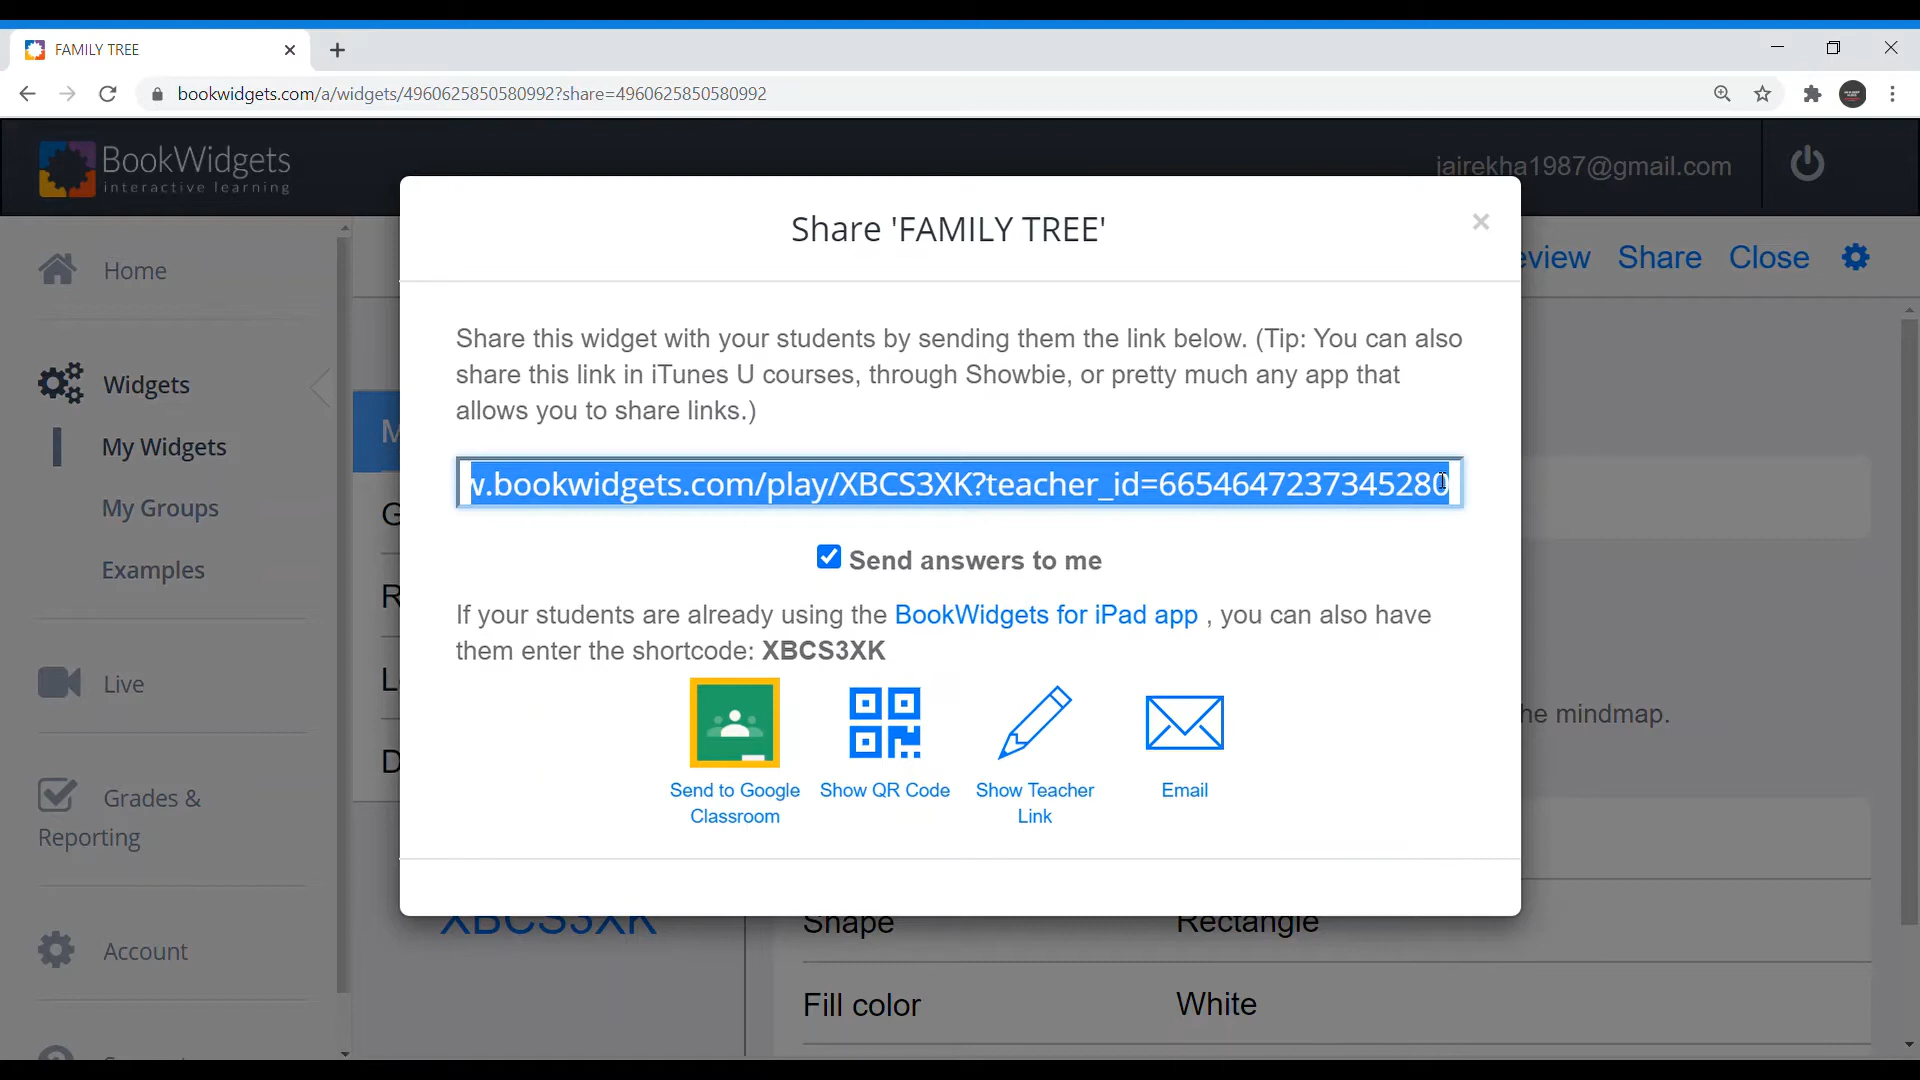 FAMILY TREE
bookwidgets.com/a/widgets/4960625850580992?share=4960625850580992
BookWidgets
interactive learning
jairekha1987@gmail.com
Share 'FAMILY TREE'
×
eview Share Close
Home
Widgets
My Widgets
My Groups
Examples
Live
Grades &
Reporting
Account
Share this widget with your students by sending them the link below. (Tip: You can also
share this link in iTunes U courses, through Showbie, or pretty much any app that
allows you to share links.)
w.bookwidgets.com/play/XBCS3XK?teacher_id=6654647237345280
Send answers to me
If your students are already using the BookWidgets for iPad app , you can also have
them enter the shortcode: XBCS3XK
Send to Google
Classroom
Show QR Code
Show Teacher
Link
Email
M
G
R
L
D
he mindmap.
XBCS3XK
Shape Rectangle
Fill color White